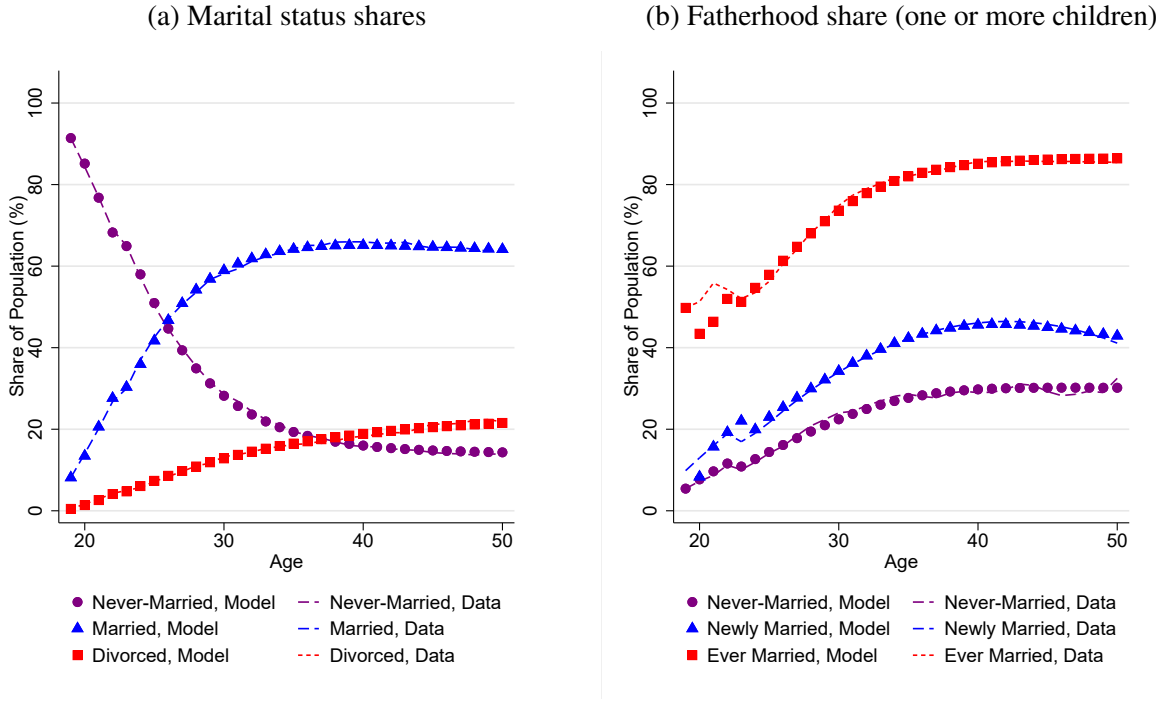 (a) Marital status shares
Share of Population (%)
100
80
60
40
20
0
20
30
40
50
Age
Never-Married, Model
Never-Married, Data
Married, Model
Married, Data
Divorced, Model
Divorced, Data
(b) Fatherhood share (one or more children)
Share of Population (%)
100
80
60
40
20
0
20
30
40
50
Age
Never-Married, Model
Never-Married, Data
Newly Married, Model
Newly Married, Data
Ever Married, Model
Ever Married, Data